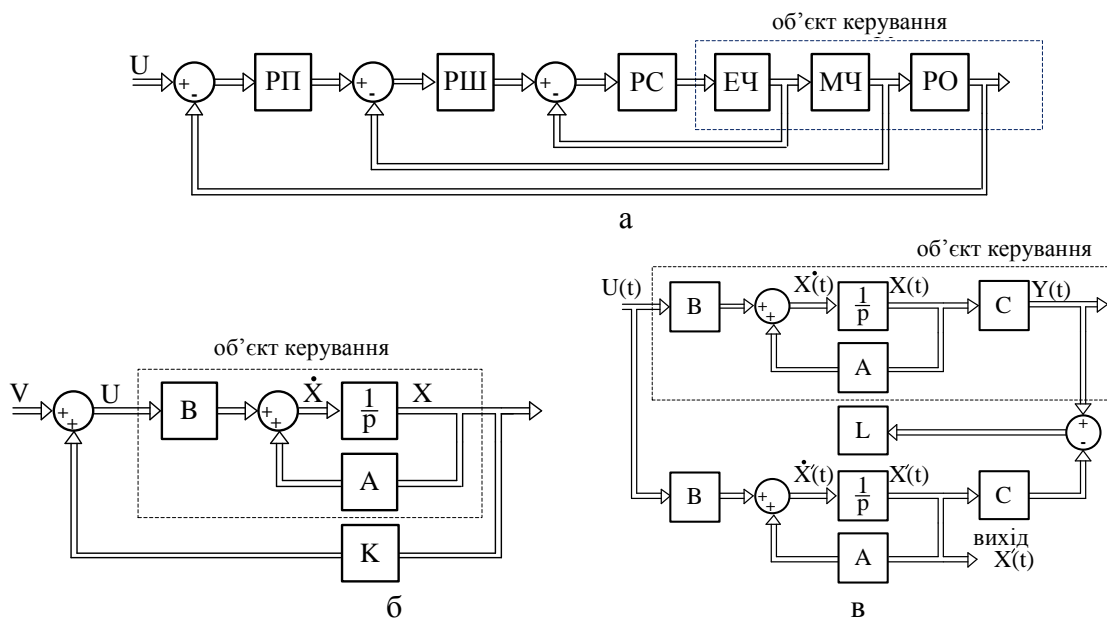 об’єкт керування
U + - РП + - РШ + - РС ЕЧ МЧ РО
а
об’єкт керування
U(t) B + + Ẋ(t) 1/p X(t) C Y(t)
A
об’єкт керування
V + + U B + + Ẋ 1/p X
A
K
б
L + -
B + + Ẋ′(t) 1/p X′(t) C
A
вихід
X′(t)
в